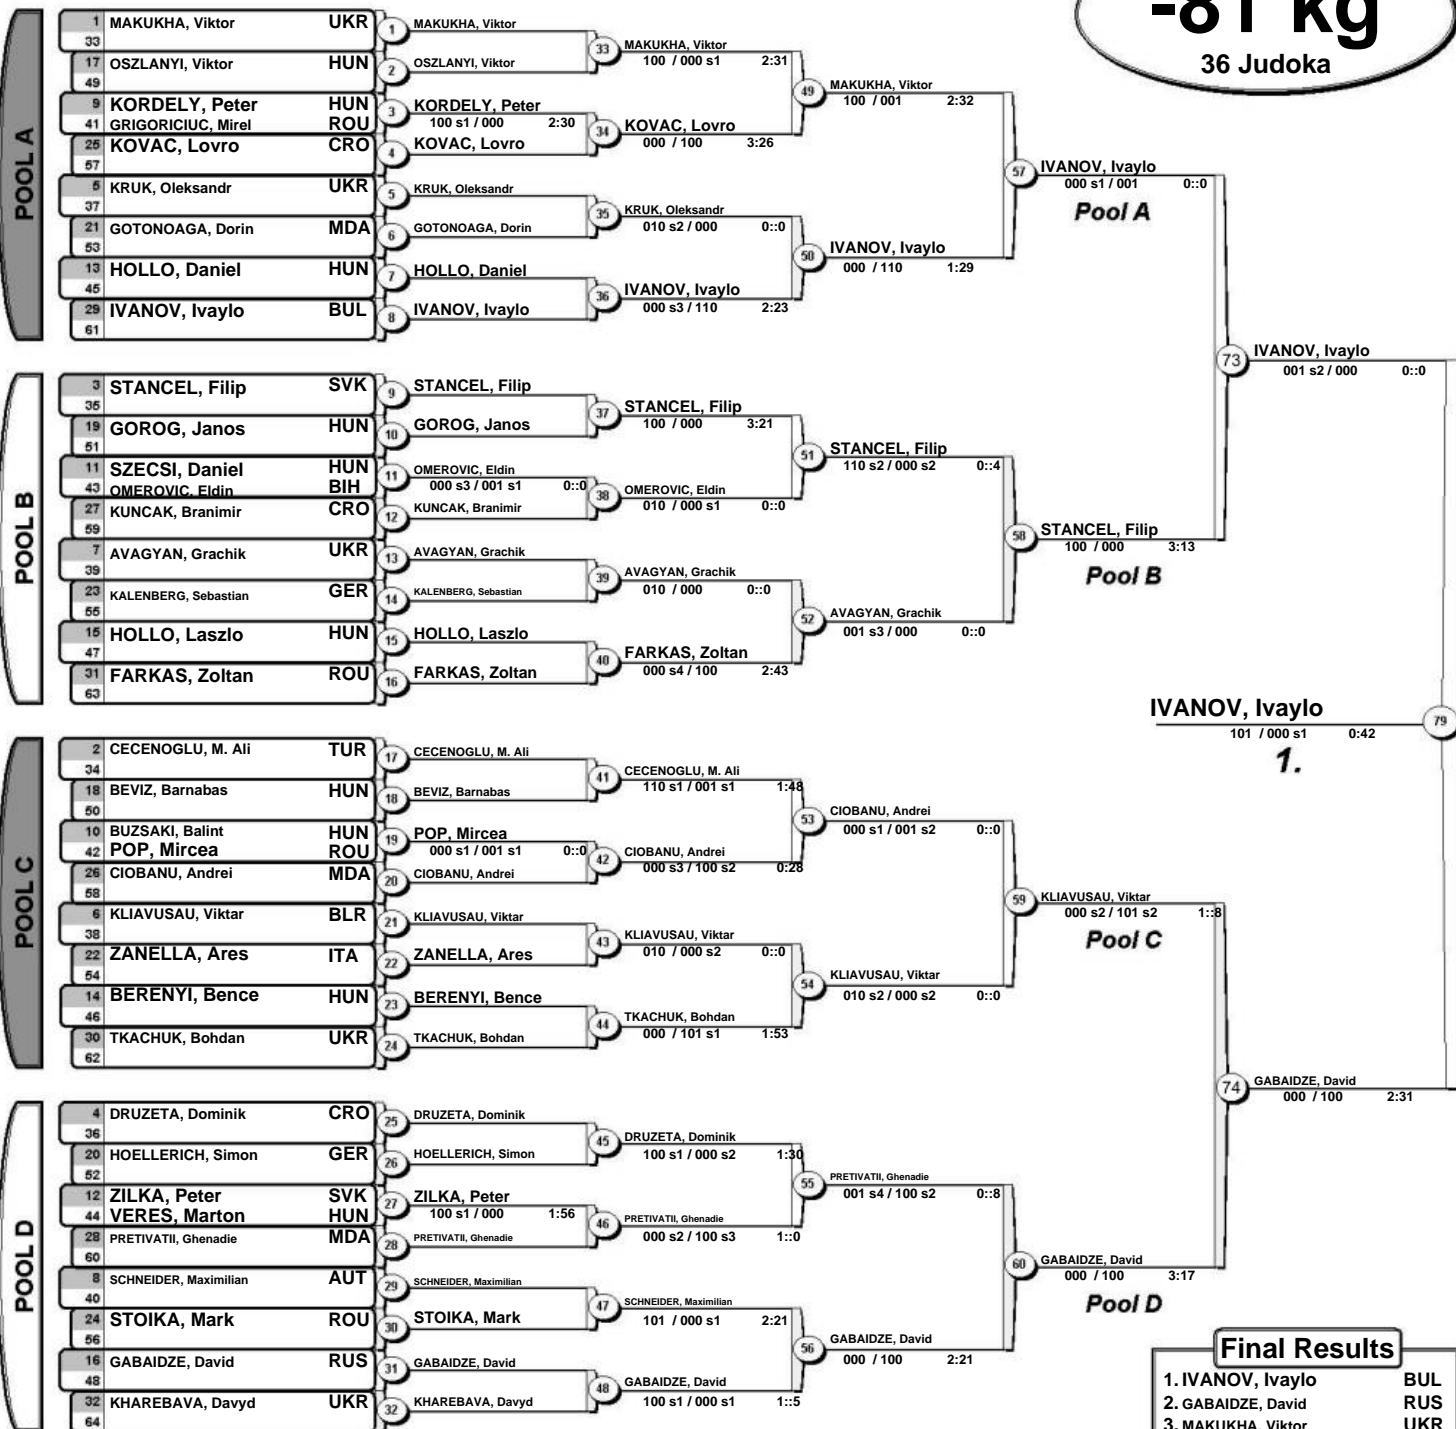 -81 kg
36 Judoka
POOL A
1 MAKUKHA, Viktor UKR
33
17 OSZLANYI, Viktor HUN
49
9 KORDELY, Peter HUN
41 GRIGORICIUC, Mirel ROU
25 KOVAC, Lovro CRO
57
5 KRUK, Oleksandr UKR
37
21 GOTONOAGA, Dorin MDA
53
13 HOLLO, Daniel HUN
45
29 IVANOV, Ivaylo BUL
61
1 MAKUKHA, Viktor
2 OSZLANYI, Viktor
3 KORDELY, Peter
100 s1 / 000 2:30
4 KOVAC, Lovro
5 KRUK, Oleksandr
6 GOTONOAGA, Dorin
7 HOLLO, Daniel
8 IVANOV, Ivaylo
33 MAKUKHA, Viktor
100 / 000 s1 2:31
34 KOVAC, Lovro
000 / 100 3:26
35 KRUK, Oleksandr
010 s2 / 000 0::0
36 IVANOV, Ivaylo
000 s3 / 110 2:23
49 MAKUKHA, Viktor
100 / 001 2:32
50 IVANOV, Ivaylo
000 / 110 1:29
57 IVANOV, Ivaylo
000 s1 / 001 0::0
Pool A
POOL B
3 STANCEL, Filip SVK
35
19 GOROG, Janos HUN
51
11 SZECSI, Daniel HUN
43 OMEROVIC, Eldin BIH
27 KUNCAK, Branimir CRO
59
7 AVAGYAN, Grachik UKR
39
23 KALENBERG, Sebastian GER
55
15 HOLLO, Laszlo HUN
47
31 FARKAS, Zoltan ROU
63
9 STANCEL, Filip
10 GOROG, Janos
11 OMEROVIC, Eldin
000 s3 / 001 s1 0::0
12 KUNCAK, Branimir
13 AVAGYAN, Grachik
14 KALENBERG, Sebastian
15 HOLLO, Laszlo
16 FARKAS, Zoltan
37 STANCEL, Filip
100 / 000 3:21
38 OMEROVIC, Eldin
010 / 000 s1 0::0
39 AVAGYAN, Grachik
010 / 000 0::0
40 FARKAS, Zoltan
000 s4 / 100 2:43
51 STANCEL, Filip
110 s2 / 000 s2 0::4
52 AVAGYAN, Grachik
001 s3 / 000 0::0
58 STANCEL, Filip
100 / 000 3:13
Pool B
73 IVANOV, Ivaylo
001 s2 / 000 0::0
IVANOV, Ivaylo 79
101 / 000 s1 0:42
1.
POOL C
2 CECENOGLU, M. Ali TUR
34
18 BEVIZ, Barnabas HUN
50
10 BUZSAKI, Balint HUN
42 POP, Mircea ROU
26 CIOBANU, Andrei MDA
58
6 KLIAVUSAU, Viktar BLR
38
22 ZANELLA, Ares ITA
54
14 BERENYI, Bence HUN
46
30 TKACHUK, Bohdan UKR
62
17 CECENOGLU, M. Ali
18 BEVIZ, Barnabas
19 POP, Mircea
000 s1 / 001 s1 0::0
20 CIOBANU, Andrei
21 KLIAVUSAU, Viktar
22 ZANELLA, Ares
23 BERENYI, Bence
24 TKACHUK, Bohdan
41 CECENOGLU, M. Ali
110 s1 / 001 s1 1:48
42 CIOBANU, Andrei
000 s3 / 100 s2 0:28
43 KLIAVUSAU, Viktar
010 / 000 s2 0::0
44 TKACHUK, Bohdan
000 / 101 s1 1:53
53 CIOBANU, Andrei
000 s1 / 001 s2 0::0
54 KLIAVUSAU, Viktar
010 s2 / 000 s2 0::0
59 KLIAVUSAU, Viktar
000 s2 / 101 s2 1::8
Pool C
POOL D
4 DRUZETA, Dominik CRO
36
20 HOELLERICH, Simon GER
52
12 ZILKA, Peter SVK
44 VERES, Marton HUN
28 PRETIVATII, Ghenadie MDA
60
8 SCHNEIDER, Maximilian AUT
40
24 STOIKA, Mark ROU
56
16 GABAIDZE, David RUS
48
32 KHAREBAVA, Davyd UKR
64
25 DRUZETA, Dominik
26 HOELLERICH, Simon
27 ZILKA, Peter
100 s1 / 000 1:56
28 PRETIVATII, Ghenadie
29 SCHNEIDER, Maximilian
30 STOIKA, Mark
31 GABAIDZE, David
32 KHAREBAVA, Davyd
45 DRUZETA, Dominik
100 s1 / 000 s2 1:30
46 PRETIVATII, Ghenadie
000 s2 / 100 s3 1::0
47 SCHNEIDER, Maximilian
101 / 000 s1 2:21
48 GABAIDZE, David
100 s1 / 000 s1 1::5
55 PRETIVATII, Ghenadie
001 s4 / 100 s2 0::8
56 GABAIDZE, David
000 / 100 2:21
60 GABAIDZE, David
000 / 100 3:17
Pool D
74 GABAIDZE, David
000 / 100 2:31
Final Results
1. IVANOV, Ivaylo BUL
2. GABAIDZE, David RUS
3. MAKUKHA, Viktor UKR